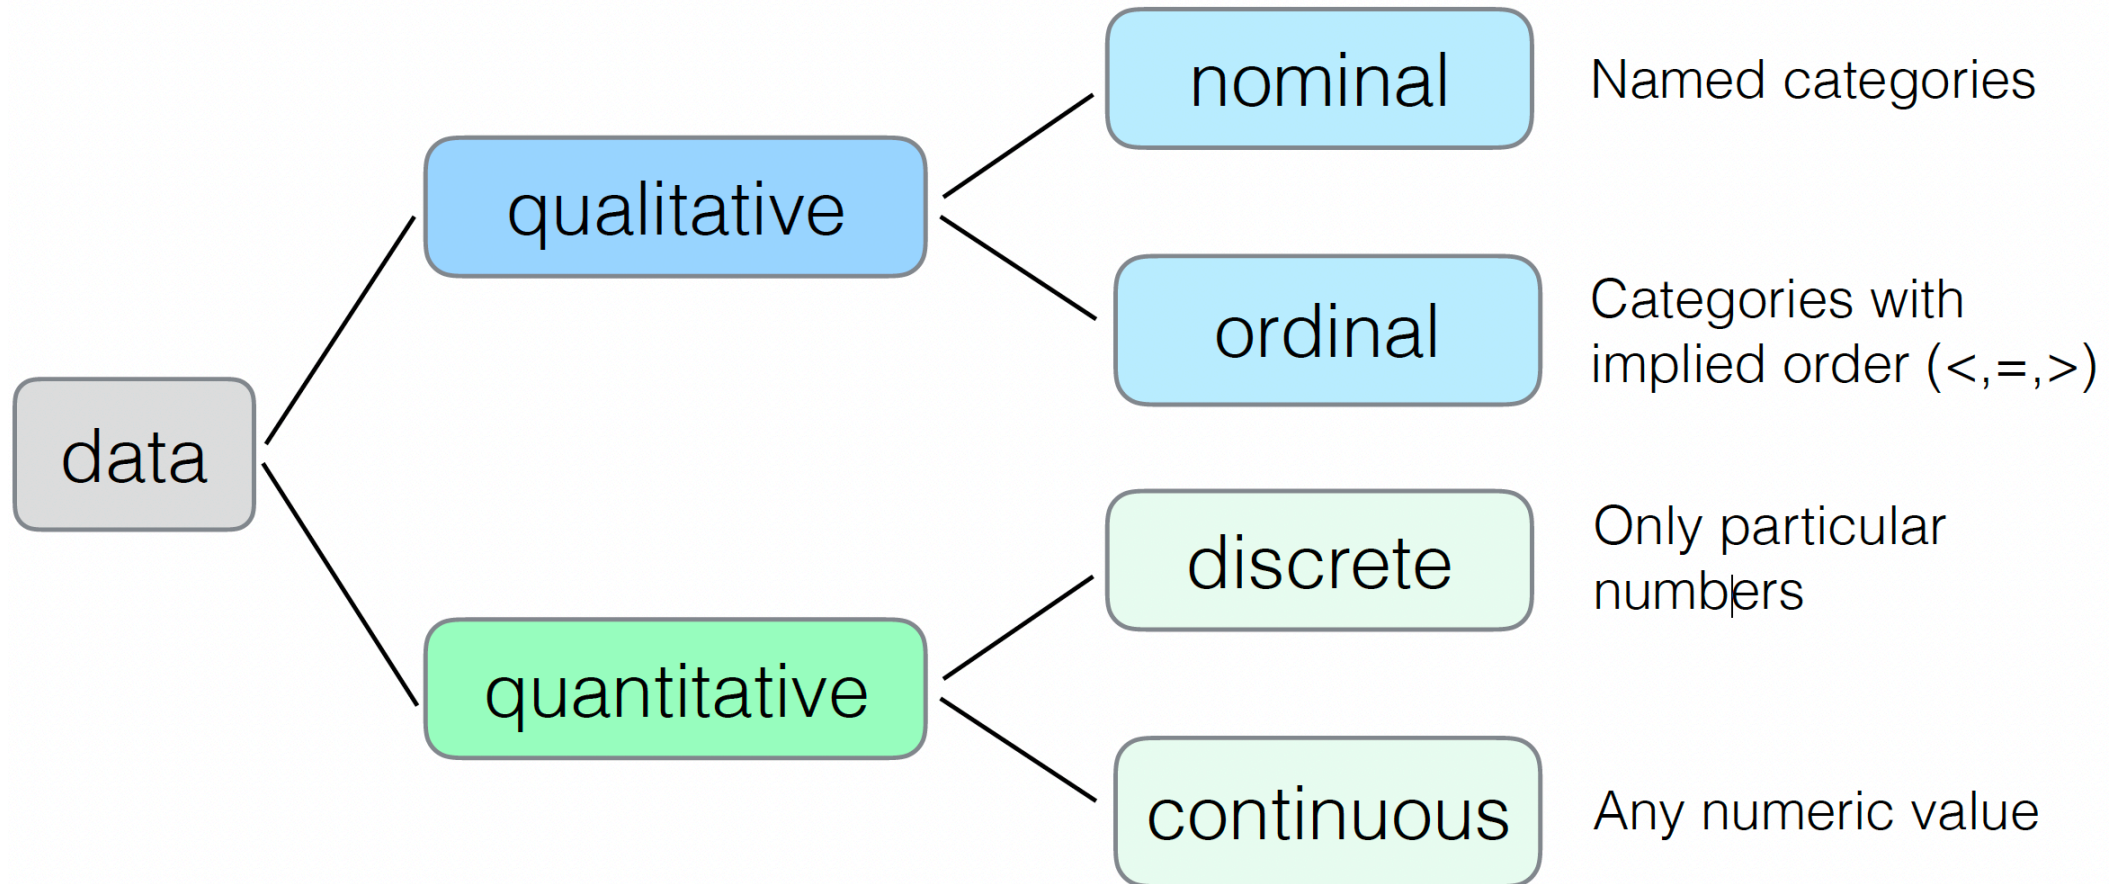 data
qualitative
quantitative
nominal
Named categories
ordinal
Categories with
implied order (<,=,>)
discrete
Only particular
numbers
continuous
Any numeric value